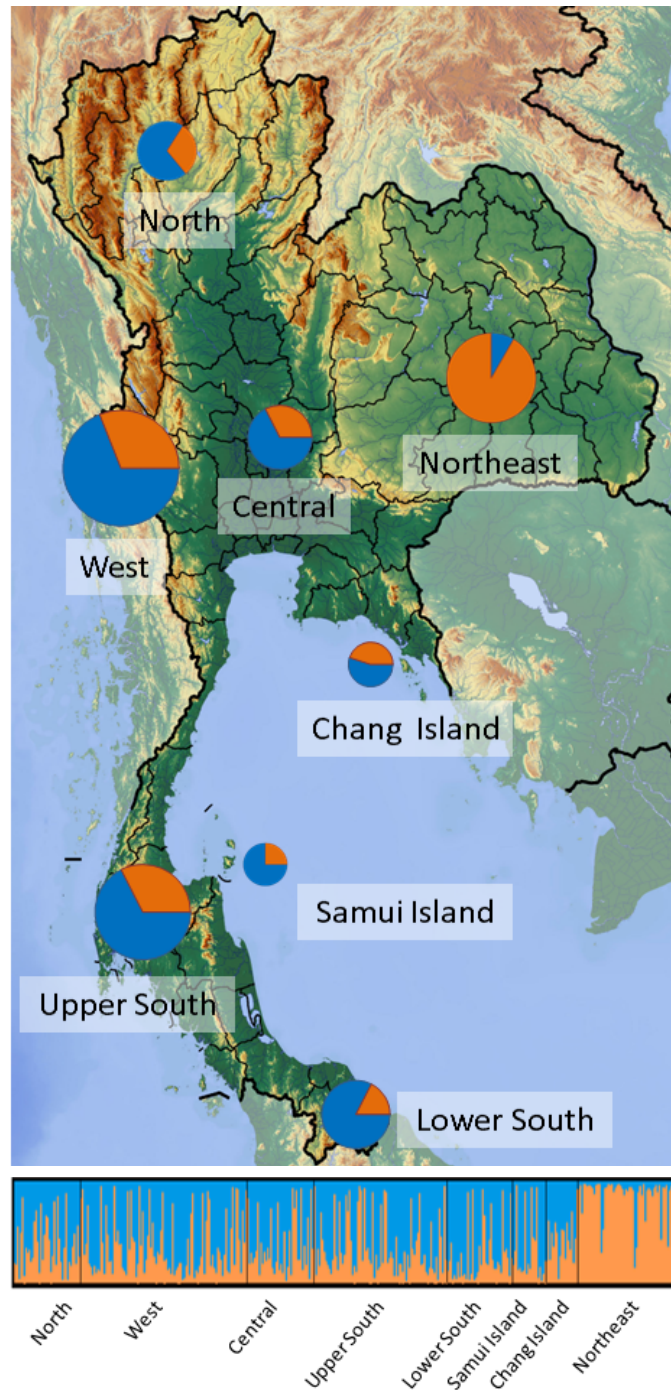 North
Northeast
Central
West
Chang Island
Samui Island
Upper South
Lower South
North
West
Central
Upper South
Lower South
Samui Island
Chang Island
Northeast